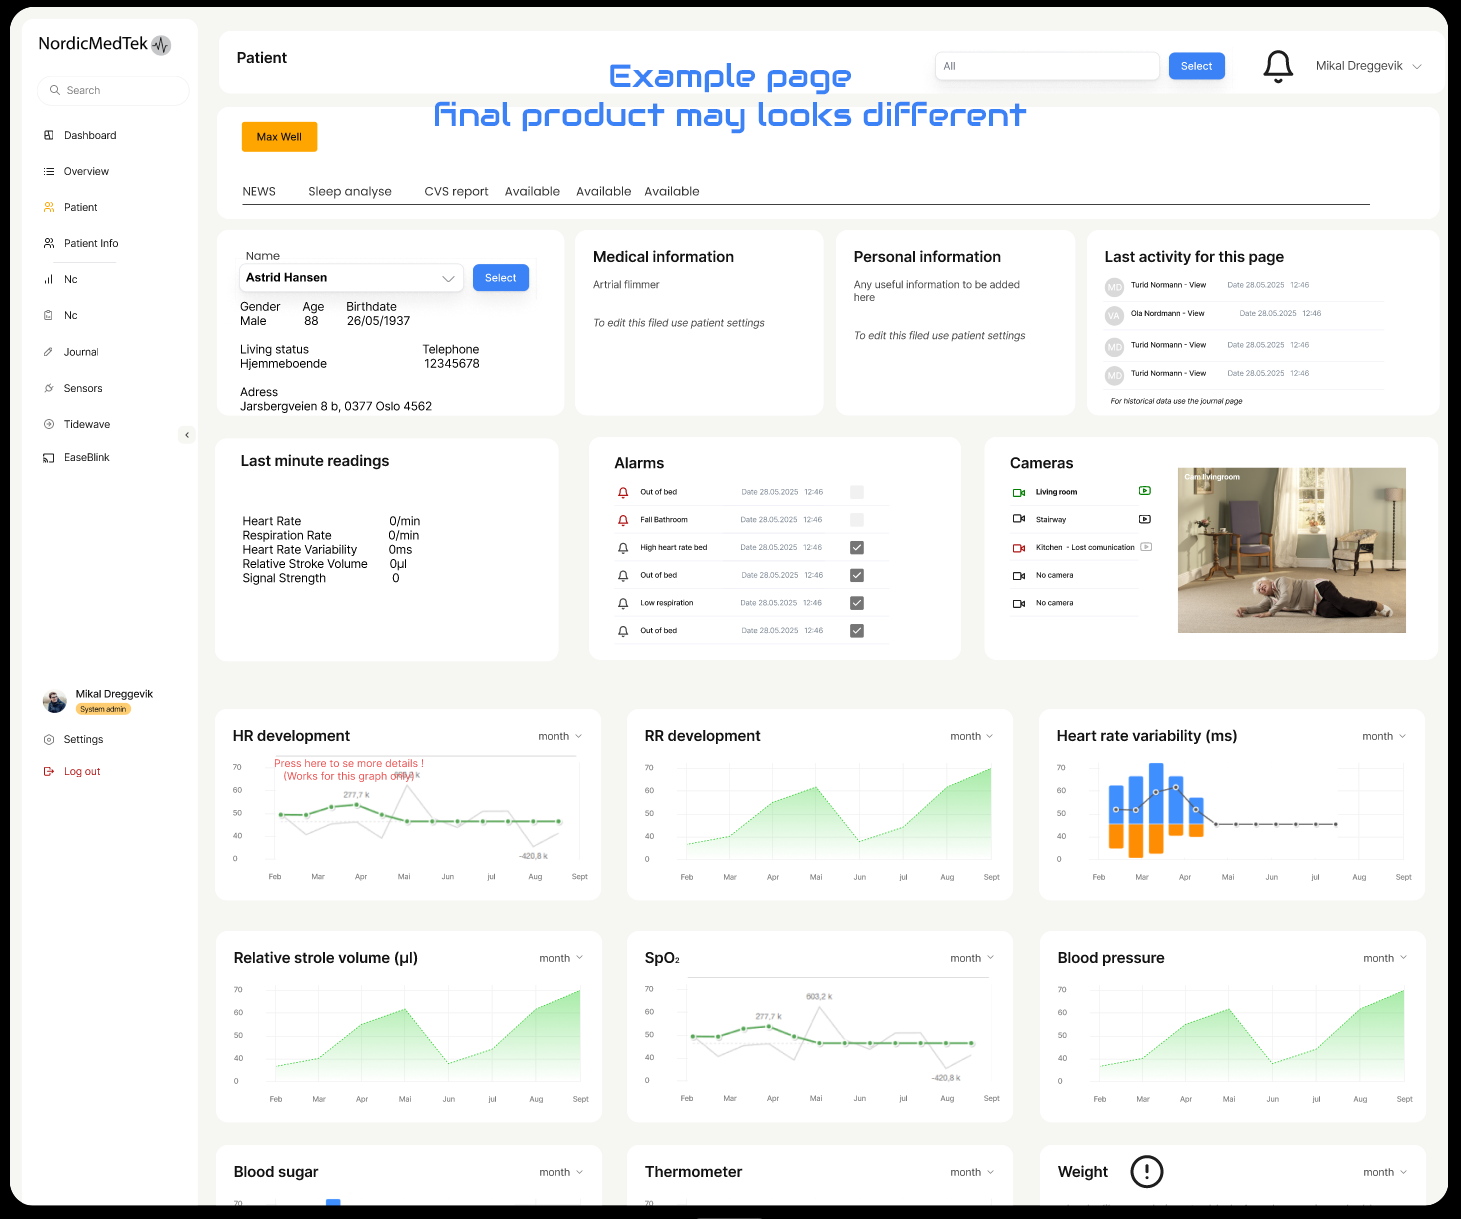 NordicMedTek
Search
Dashboard
Overview
Patient
Patient Info
Nc
Nc
Journal
Sensors
Tidewave
EaseBlink
Mikal Dreggevik
System admin
Settings
Log out
Patient
Example page
final product may looks different
All
Select
Mikal Dreggevik
Max Well
NEWS Sleep analyse CVS report Available Available Available
Name
Astrid Hansen
Select
Gender Age Birthdate
Male 88 26/05/1937
Living status Telephone
Hjemmeboende 12345678
Adress
Jarsbergveien 8 b, 0377 Oslo 4562
Medical information
Artrial flimmer
To edit this filed use patient settings
Personal information
Any useful information to be added
here
To edit this filed use patient settings
Last activity for this page
MD Turid Normann - View Date 28.05.2025 12:46
VA Ola Nordmann - View Date 28.05.2025 12:46
MD Turid Normann - View Date 28.05.2025 12:46
MD Turid Normann - View Date 28.05.2025 12:46
For historical data use the journal page
Last minute readings
Heart Rate 0/min
Respiration Rate 0/min
Heart Rate Variability 0ms
Relative Stroke Volume 0µl
Signal Strength 0
Alarms
Out of bed Date 28.05.2025 12:46
Fall Bathroom Date 28.05.2025 12:46
High heart rate bed Date 28.05.2025 12:46
Out of bed Date 28.05.2025 12:46
Low respiration Date 28.05.2025 12:46
Out of bed Date 28.05.2025 12:46
Cameras
Living room
Stairway
Kitchen - Lost comunication
No camera
No camera
Cam livingroom
HR development month
Press here to se more details !
(Works for this graph only)
277,7 k
-420,8 k
70
60
50
40
0
Feb Mar Apr Mai Jun jul Aug Sept
RR development month
70
60
50
40
0
Feb Mar Apr Mai Jun jul Aug Sept
Heart rate variability (ms) month
70
60
50
40
0
Feb Mar Apr Mai Jun jul Aug Sept
Relative strole volume (µl) month
70
60
50
40
0
Feb Mar Apr Mai Jun jul Aug Sept
SpO₂ month
603,2 k
277,7 k
-420,8 k
70
60
50
40
0
Feb Mar Apr Mai Jun jul Aug Sept
Blood pressure month
70
60
50
40
0
Feb Mar Apr Mai Jun jul Aug Sept
Blood sugar month
70
Thermometer month
70
Weight month